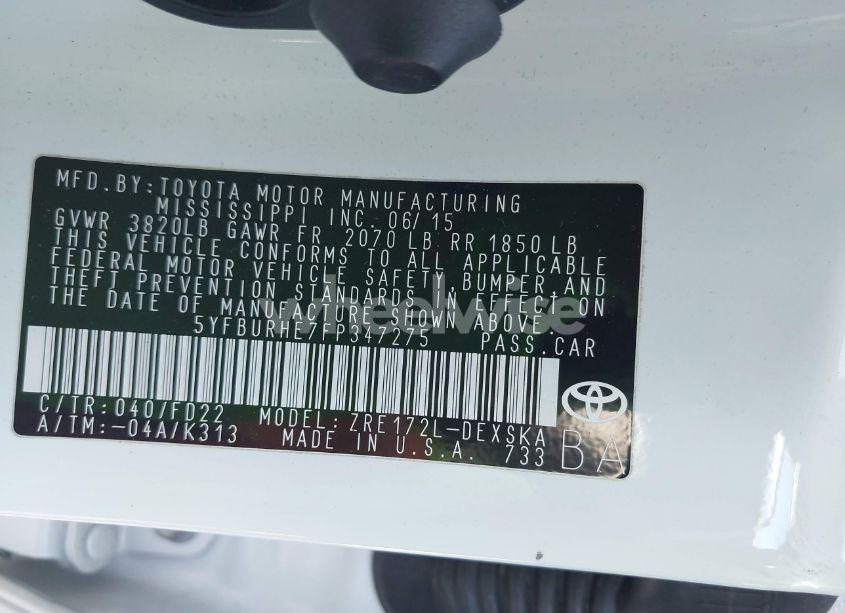 MFD.BY:TOYOTA MOTOR MANUFACTURING
MISSISSIPPI INC. 06/15
GVWR 3820LB GAWR FR 2070 LB RR 1850 LB
THIS VEHICLE CONFORMS TO ALL APPLICABLE
FEDERAL MOTOR VEHICLE SAFETY,BUMPER,AND
THEFT PREVENTION STANDARDS IN EFFECT ON
THE DATE OF MANUFACTURE SHOWN ABOVE
wheelwise
5YFBURHE7FP347275 PASS.CAR
C/TR: 040/FD22 MODEL: ZRE172L-DEXSKA
A/TM:-04A/K313 MADE IN U.S.A. 733 BA